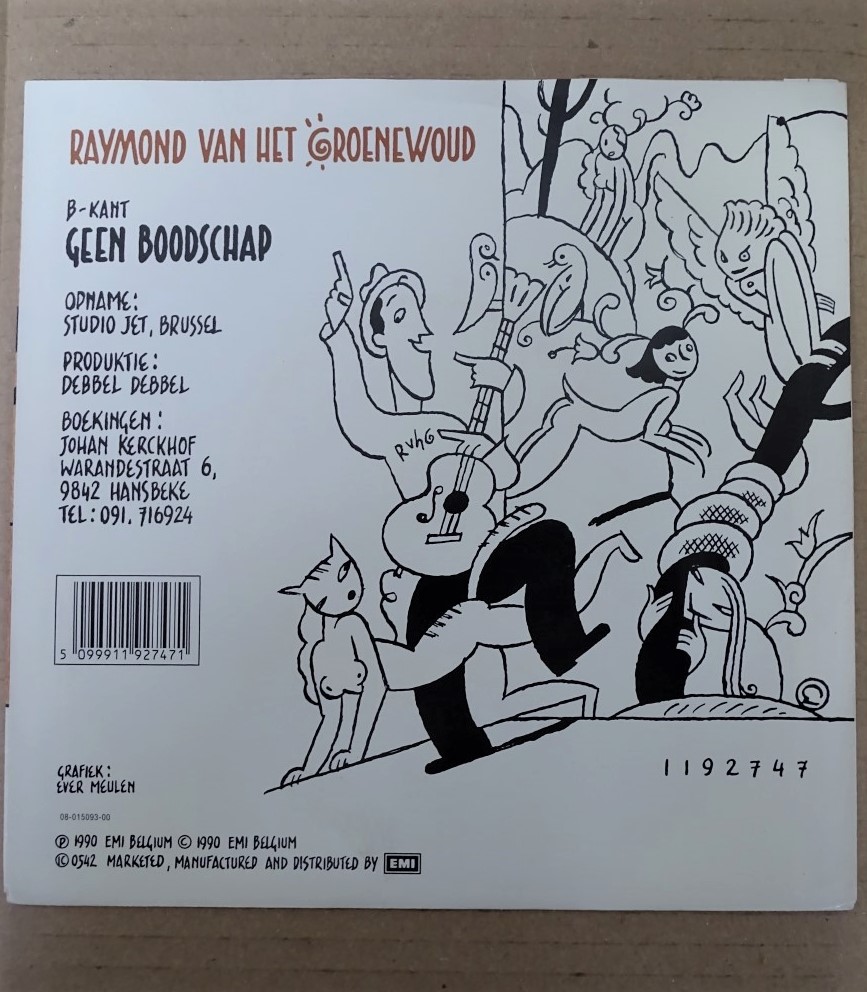 RAYMOND VAN HET GROENEWOUD
B-KANT
GEEN BOODSCHAP
OPNAME:
STUDIO JET, BRUSSEL
PRODUKTIE:
DEBBEL DEBBEL
BOEKINGEN:
JOHAN KERCKHOF
WARANDESTRAAT 6,
9842 HANSBEKE
TEL: 091. 716924
RVHG
5 099911 927471
GRAFIEK:
EVER MEULEN
08-015093-00
1192747
Ⓟ 1990 EMI BELGIUM © 1990 EMI BELGIUM
Ⓛⓒ 0542 MARKETED, MANUFACTURED AND DISTRIBUTED BY EMI